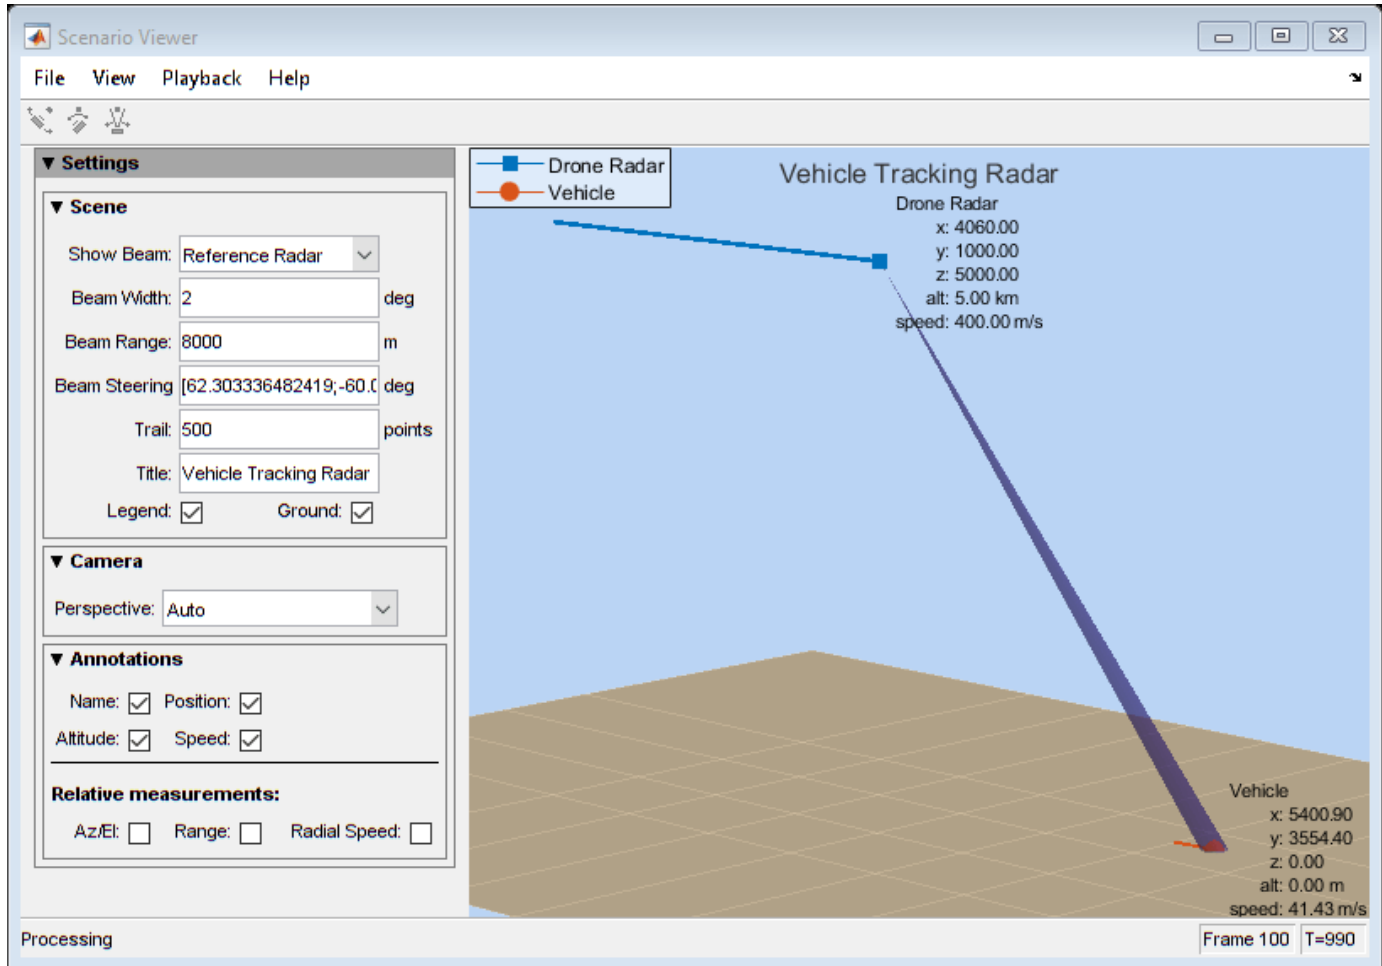 Scenario Viewer
File View Playback Help
▼ Settings
▼ Scene
Show Beam: Reference Radar
Beam Width: 2 deg
Beam Range: 8000 m
Beam Steering [62.303336482419;-60.0 deg
Trail: 500 points
Title: Vehicle Tracking Radar
Legend: Ground:
▼ Camera
Perspective: Auto
▼ Annotations
Name: Position:
Altitude: Speed:
Relative measurements:
Az/El: Range: Radial Speed:
Drone Radar
Vehicle
Vehicle Tracking Radar
Drone Radar
x: 4060.00
y: 1000.00
z: 5000.00
alt: 5.00 km
speed: 400.00 m/s
Vehicle
x: 5400.90
y: 3554.40
z: 0.00
alt: 0.00 m
speed: 41.43 m/s
Processing Frame 100 T=990